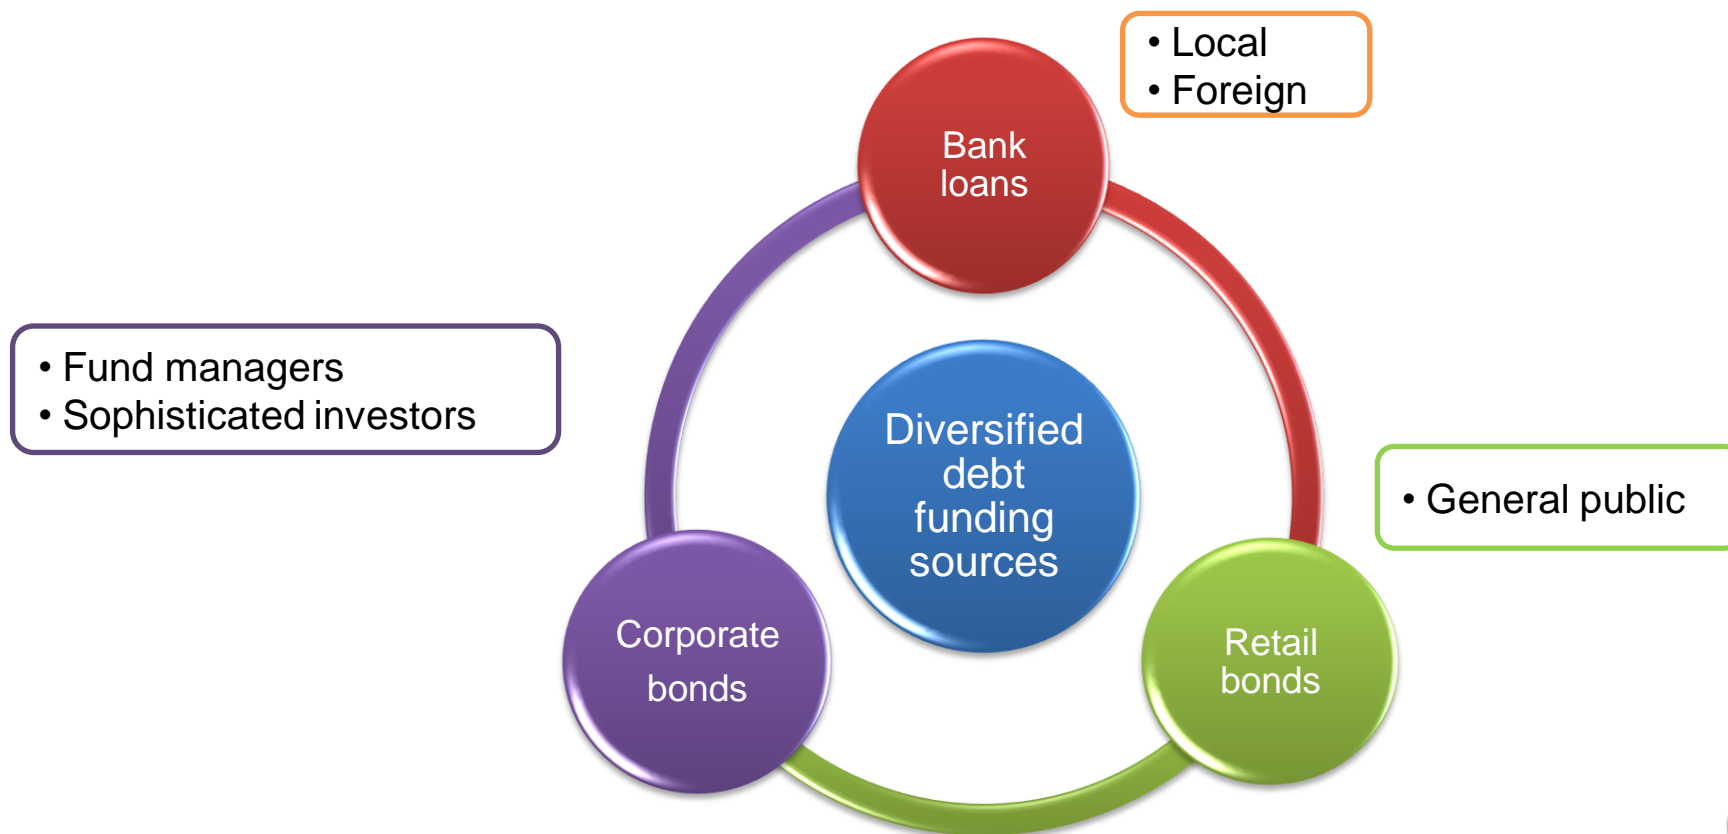 • Local
• Foreign
Bank
loans
• Fund managers
• Sophisticated investors
Diversified
debt
funding
sources
• General public
Corporate
bonds
Retail
bonds